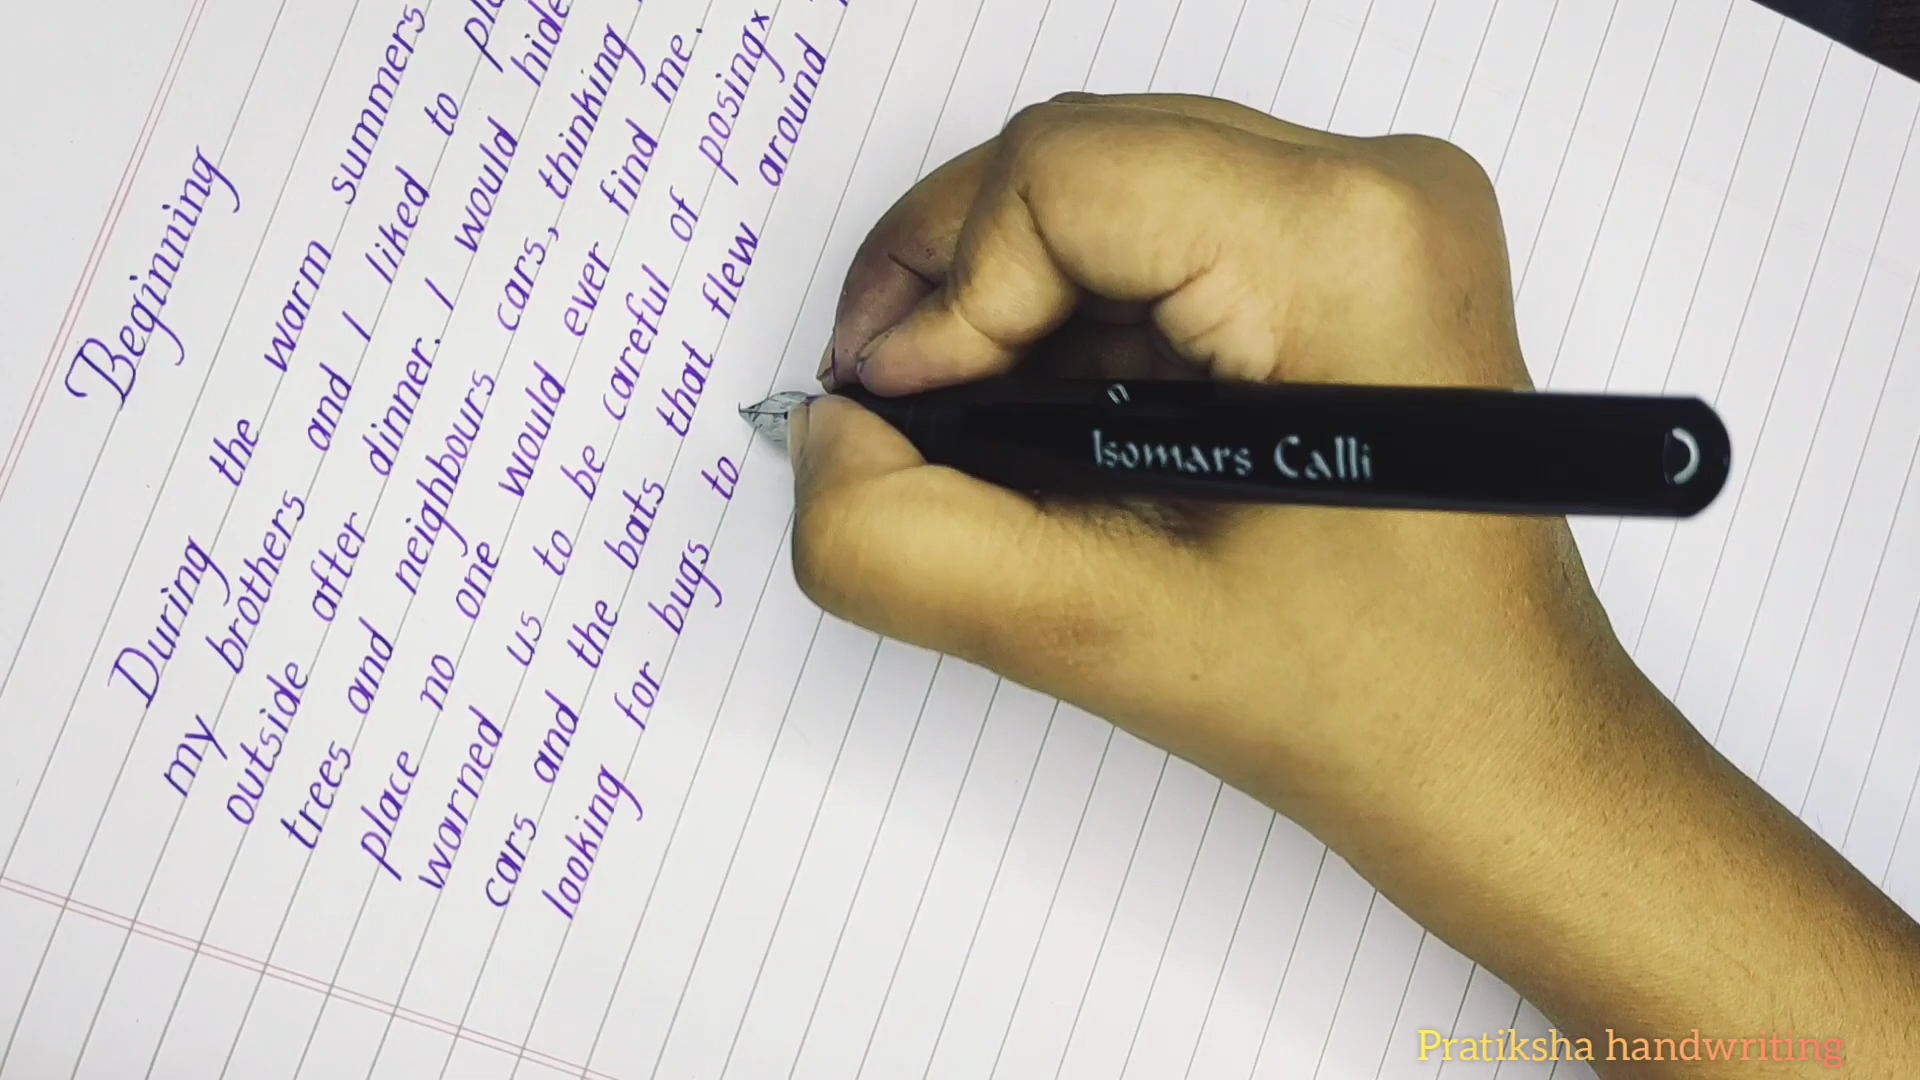 Beginning
During the warm summers
my brothers and I liked to
outside after dinner. I would hide
trees and neighbours cars, thinking
place no one would ever find me.
warned us to be careful of posing
cars and the bats that flew around
looking for bugs to
Isomars Calli
Pratiksha handwriting